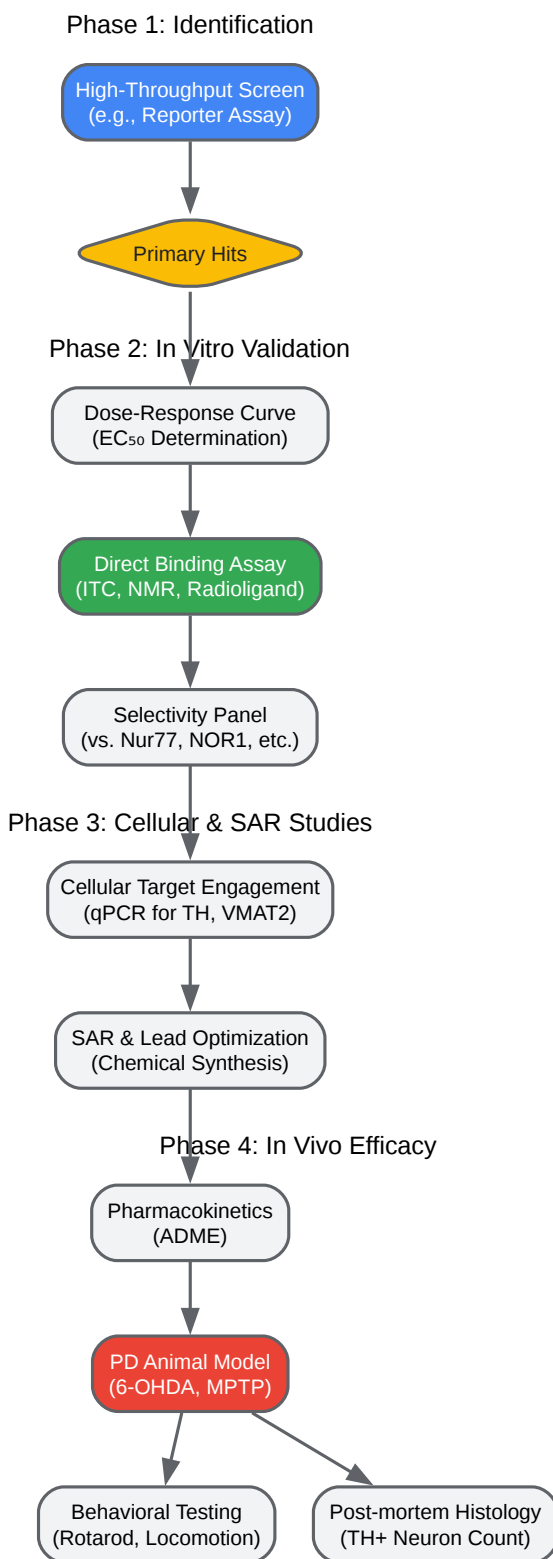 Phase 1: Identification
High-Throughput Screen
(e.g., Reporter Assay)
Primary Hits
Phase 2: In Vitro Validation
Dose-Response Curve
(EC₅₀ Determination)
Direct Binding Assay
(ITC, NMR, Radioligand)
Selectivity Panel
(vs. Nur77, NOR1, etc.)
Phase 3: Cellular & SAR Studies
Cellular Target Engagement
(qPCR for TH, VMAT2)
SAR & Lead Optimization
(Chemical Synthesis)
Phase 4: In Vivo Efficacy
Pharmacokinetics
(ADME)
PD Animal Model
(6-OHDA, MPTP)
Behavioral Testing
(Rotarod, Locomotion)
Post-mortem Histology
(TH+ Neuron Count)